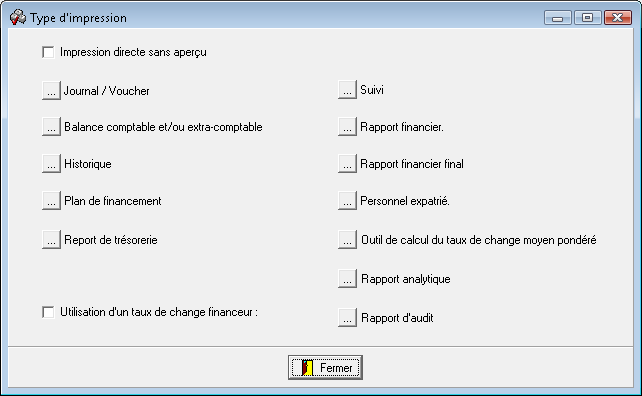 Type d'impression
Impression directe sans aperçu
... Journal / Voucher
... Balance comptable et/ou extra-comptable
... Historique
... Plan de financement
... Report de trésorerie
Utilisation d'un taux de change financeur :
... Suivi
... Rapport financier.
... Rapport financier final
... Personnel expatrié.
... Outil de calcul du taux de change moyen pondéré
... Rapport analytique
... Rapport d'audit
Fermer